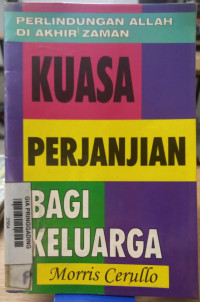 PERLINDUNGAN ALLAH
DI AKHIR ZAMAN
KUASA
PERJANJIAN
BAGI
KELUARGA
Morris Cerullo